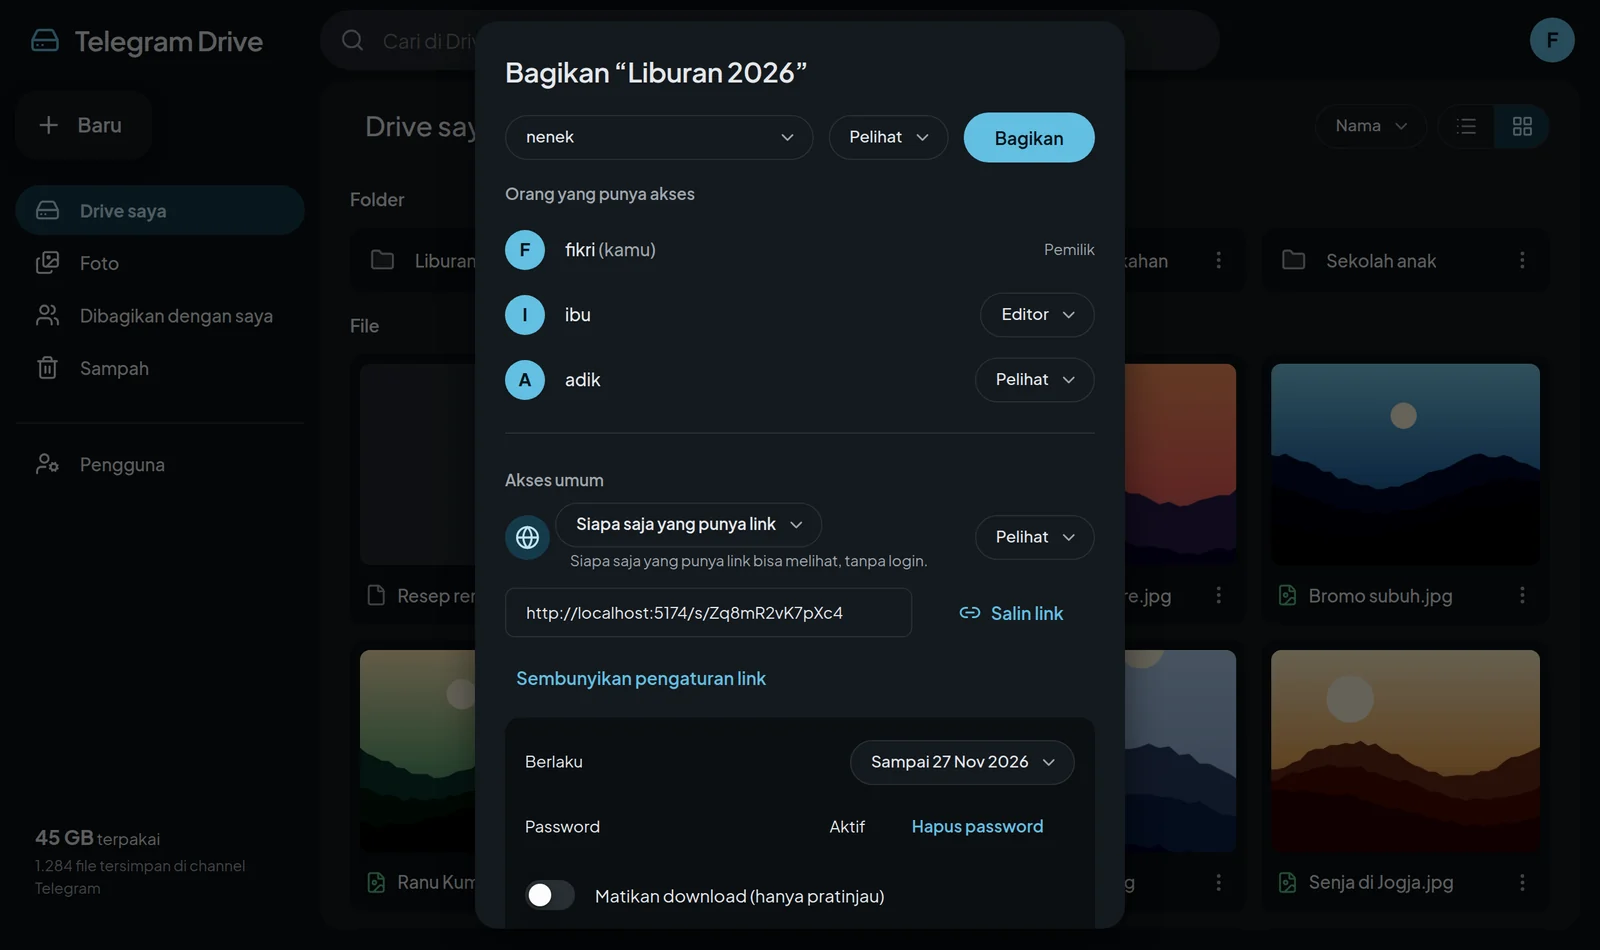 Telegram Drive
Cari di Driv
F
Baru
Drive saya
Foto
Dibagikan dengan saya
Sampah
Pengguna
45 GB terpakai
1.284 file tersimpan di channel
Telegram
Drive say
Nama
Folder
Liburan
kahan
Sekolah anak
File
Resep rer
re.jpg
Bromo subuh.jpg
Ranu Kum
g
Senja di Jogja.jpg
Bagikan “Liburan 2026”
nenek
Pelihat
Bagikan
Orang yang punya akses
F
fikri (kamu)
Pemilik
I
ibu
Editor
A
adik
Pelihat
Akses umum
Siapa saja yang punya link
Siapa saja yang punya link bisa melihat, tanpa login.
Pelihat
http://localhost:5174/s/Zq8mR2vK7pXc4
Salin link
Sembunyikan pengaturan link
Berlaku
Sampai 27 Nov 2026
Password
Aktif
Hapus password
Matikan download (hanya pratinjau)